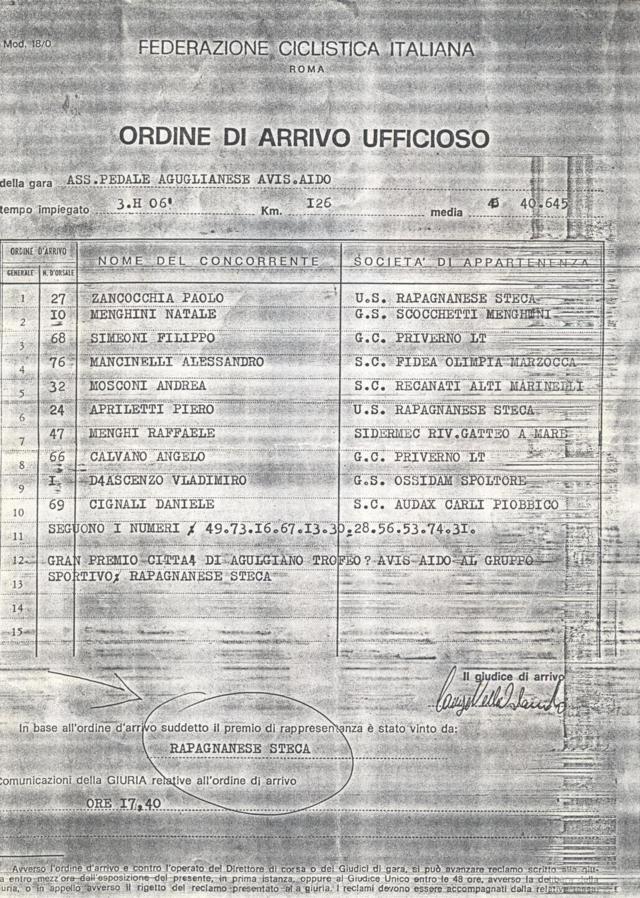 Mod. 18/0
FEDERAZIONE CICLISTICA ITALIANA
ROMA
ORDINE DI ARRIVO UFFICIOSO
della gara ASS.PEDALE AGUGLIANESE AVIS.AIDO
tempo impiegato 3.H 06' Km. I26 media 40.645
ORDINE D'ARRIVO NOME DEL CONCORRENTE SOCIETA' DI APPARTENENZA
GENERALE N. D'ORSALE
1 27 ZANCOCCHIA PAOLO U.S. RAPAGNANESE STECA
2 IO MENGHINI NATALE G.S. SCOCCHETTI MENGHINI
3 68 SIMEONI FILIPPO G.C. PRIVERNO LT
4 76 MANCINELLI ALESSANDRO S.C. FIDEA OLIMPIA MARZOCCA
5 32 MOSCONI ANDREA S.C. RECANATI ALTI MARINELLI
6 24 APRILETTI PIERO U.S. RAPAGNANESE STECA
7 47 MENGHI RAFFAELE SIDERMEC RIV.GATTEO A MARE
8 66 CALVANO ANGELO G.C. PRIVERNO LT
9 I. D4ASCENZO VLADIMIRO G.S. OSSIDAM SPOLTORE
10 69 CIGNALI DANIELE S.C. AUDAX CARLI PIOBBICO
11 SEGUONO I NUMERI 49.73.I6.67.I3.30.28.56.53.74.3I.
12 GRAN PREMIO CITTA4 DI AGULGIANO TROFEO? AVIS AIDO AL GRUPPO
13 SPORTIVO; RAPAGNANESE STECA
14
15
Il giudice di arrivo
In base all'ordine d'arrivo suddetto il premio di rappresentanza è stato vinto da:
RAPAGNANESE STECA
comunicazioni della GIURIA relative all'ordine di arrivo
ORE I7,40
Avverso l'ordine d'arrivo e contro l'operato del Direttore di corsa o dei Giudici di gara, si può avanzare reclamo scritto alla giu-
a entro mezz'ora dall'esposizione del presente, in prima istanza, oppure al Giudice Unico entro le 48 ore, avverso la
uria, o in appello avverso il rigetto del reclamo presentato alla giuria. I reclami devono essere accompagnati dalla